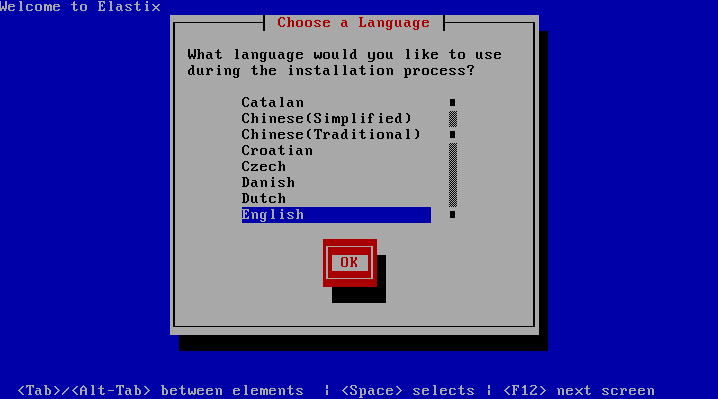 Welcome to Elastix
Choose a Language
What language would you like to use
during the installation process?
Catalan
Chinese(Simplified)
Chinese(Traditional)
Croatian
Czech
Danish
Dutch
English
OK
<Tab>/<Alt-Tab> between elements | <Space> selects | <F12> next screen